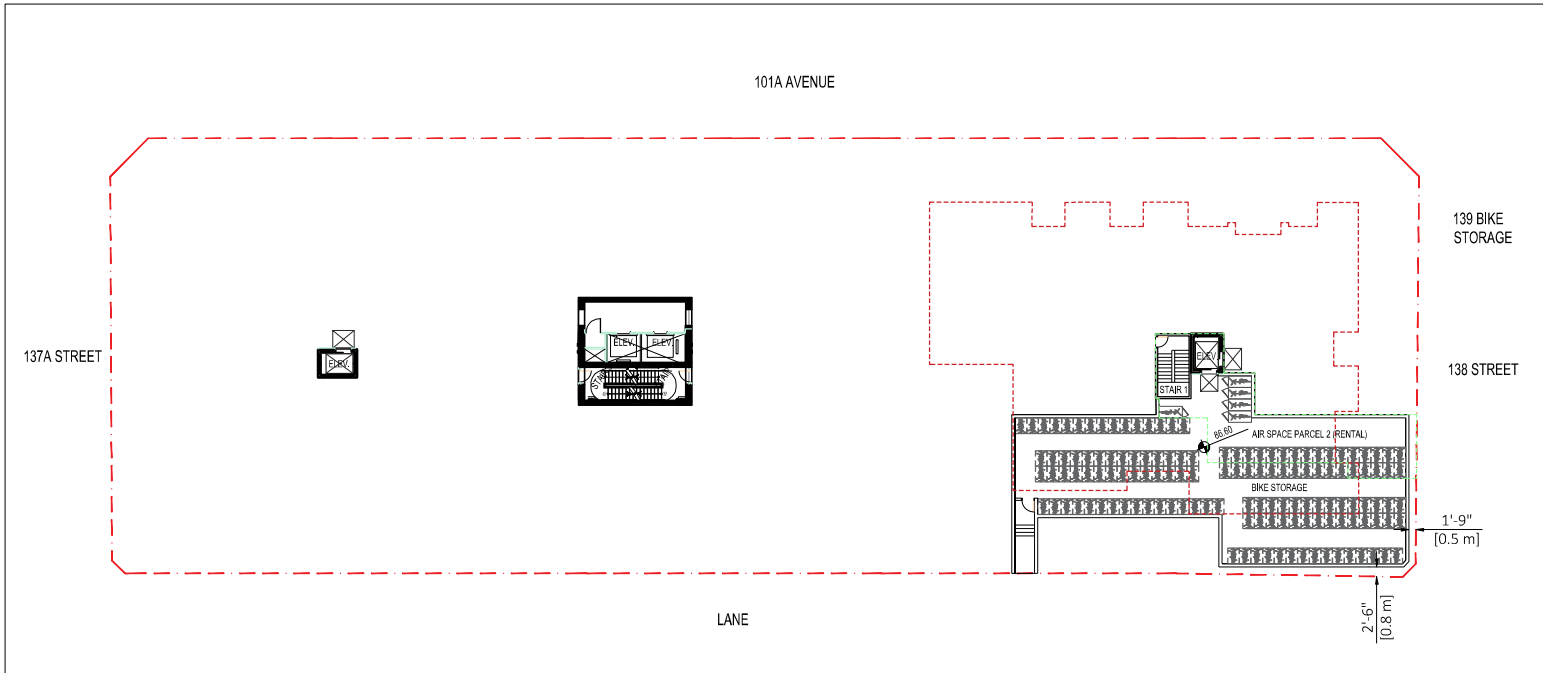 101A AVENUE
139 BIKE
STORAGE
137A STREET
ELEV.
ELEV.
ELEV.
STAIR
ELEV.
138 STREET
STAIR 1
86.60
AIR SPACE PARCEL 2 (RENTAL)
BIKE STORAGE
1'-9"
[0.5 m]
2'-6"
[0.8 m]
LANE